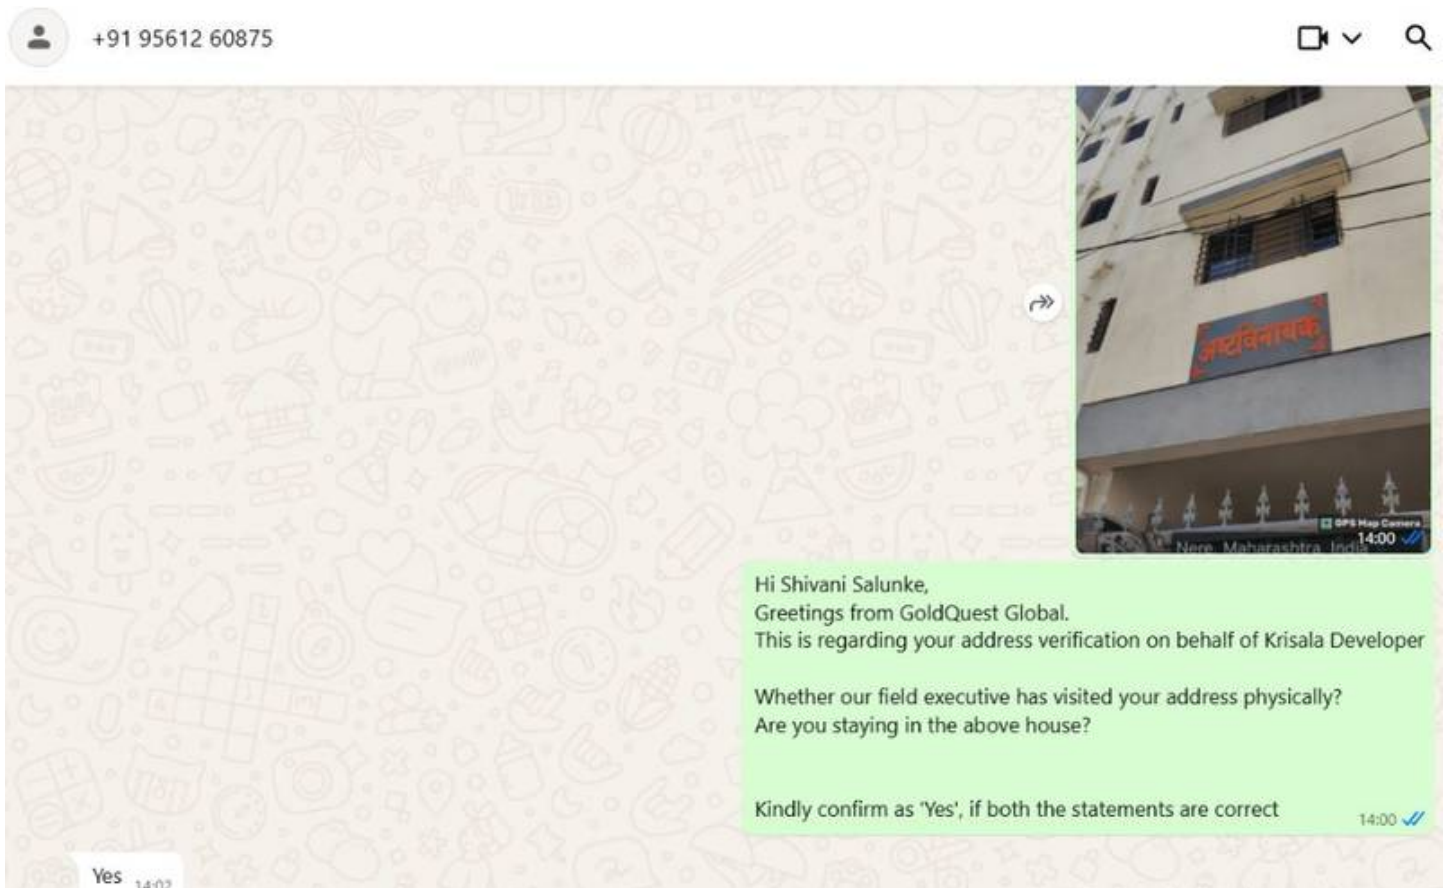 +91 95612 60875
अष्टविनायक
GPS Map Camera
Nere, Maharashtra, India
14:00
Hi Shivani Salunke,
Greetings from GoldQuest Global.
This is regarding your address verification on behalf of Krisala Developer
Whether our field executive has visited your address physically?
Are you staying in the above house?
Kindly confirm as 'Yes', if both the statements are correct
14:00
Yes
14:02